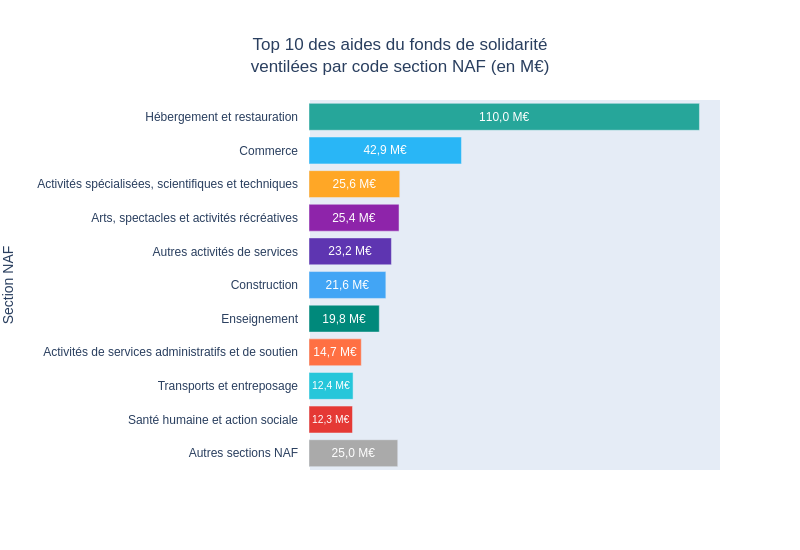 Top 10 des aides du fonds de solidarité
ventilées par code section NAF (en M€)
Section NAF
Hébergement et restauration 110,0 M€
Commerce 42,9 M€
Activités spécialisées, scientifiques et techniques 25,6 M€
Arts, spectacles et activités récréatives 25,4 M€
Autres activités de services 23,2 M€
Construction 21,6 M€
Enseignement 19,8 M€
Activités de services administratifs et de soutien 14,7 M€
Transports et entreposage 12,4 M€
Santé humaine et action sociale 12,3 M€
Autres sections NAF 25,0 M€